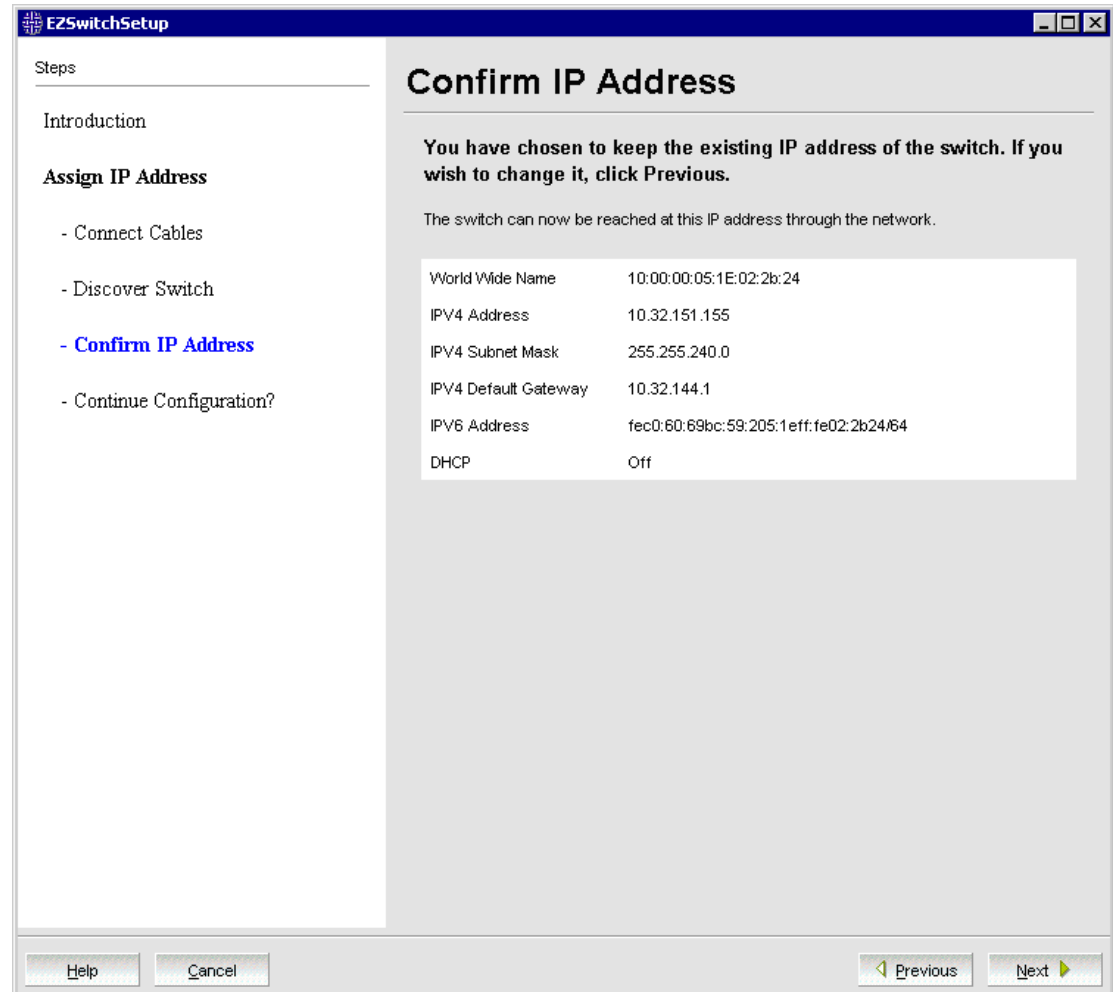 EZSwitchSetup
Steps
Introduction
Assign IP Address
- Connect Cables
- Discover Switch
- Confirm IP Address
- Continue Configuration?
Confirm IP Address
You have chosen to keep the existing IP address of the switch. If you
wish to change it, click Previous.
The switch can now be reached at this IP address through the network.
World Wide Name 10:00:00:05:1E:02:2b:24
IPV4 Address 10.32.151.155
IPV4 Subnet Mask 255.255.240.0
IPV4 Default Gateway 10.32.144.1
IPV6 Address fec0:60:69bc:59:205:1eff:fe02:2b24/64
DHCP Off
Help Cancel Previous Next